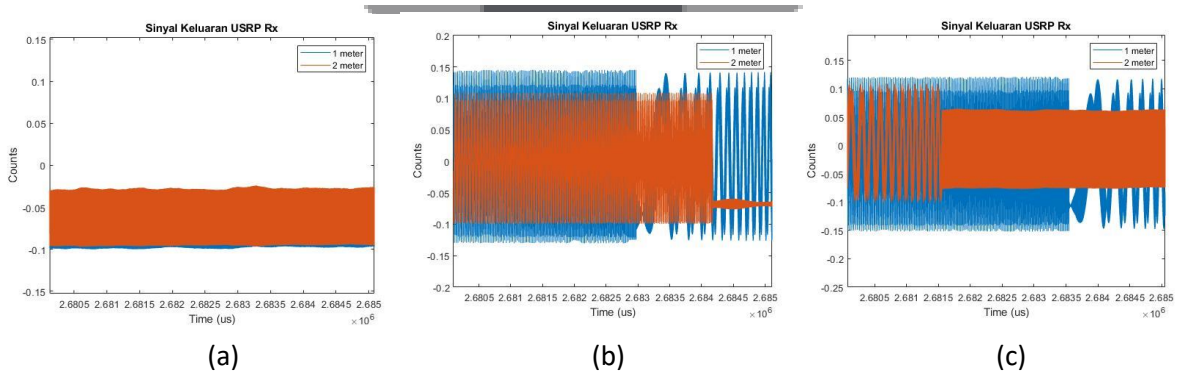 Sinyal Keluaran USRP Rx
0.15
0.1
0.05
0
-0.05
-0.1
-0.15
Counts
1 meter
2 meter
2.6805 2.681 2.6815 2.682 2.6825 2.683 2.6835 2.684 2.6845 2.685
Time (us)
×10^6
(a)
Sinyal Keluaran USRP Rx
0.2
0.15
0.1
0.05
0
-0.05
-0.1
-0.15
-0.2
Counts
1 meter
2 meter
2.6805 2.681 2.6815 2.682 2.6825 2.683 2.6835 2.684 2.6845 2.685
Time (us)
×10^6
(b)
Sinyal Keluaran USRP Rx
0.15
0.1
0.05
0
-0.05
-0.1
-0.15
-0.2
-0.25
Counts
1 meter
2 meter
2.6805 2.681 2.6815 2.682 2.6825 2.683 2.6835 2.684 2.6845 2.685
Time (us)
×10^6
(c)